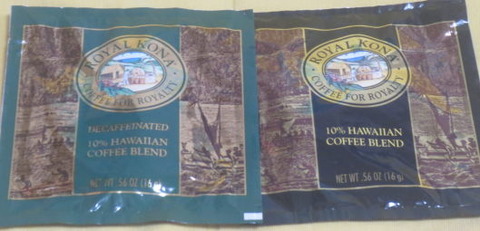 ROYAL KONA
COFFEE FOR ROYALTY
DECAFFEINATED
10% HAWAIIAN
COFFEE BLEND
NET WT. .56 OZ (16 g)
ROYAL KONA
COFFEE FOR ROYALTY
10% HAWAIIAN
COFFEE BLEND
NET WT .56 OZ (16 g)